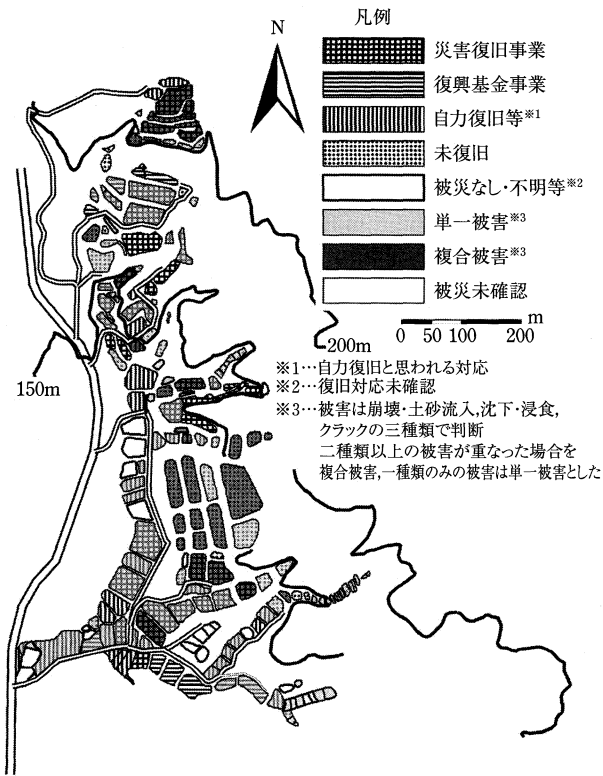 凡例
N
災害復旧事業
復興基金事業
自力復旧等※1
未復旧
被災なし・不明等※2
単一被害※3
複合被害※3
被災未確認
m
0 50 100 200
200m
150m
※1…自力復旧と思われる対応
※2…復旧対応未確認
※3…被害は崩壊・土砂流入,沈下・浸食,
クラックの三種類で判断
二種類以上の被害が重なった場合を
複合被害,一種類のみの被害は単一被害とした